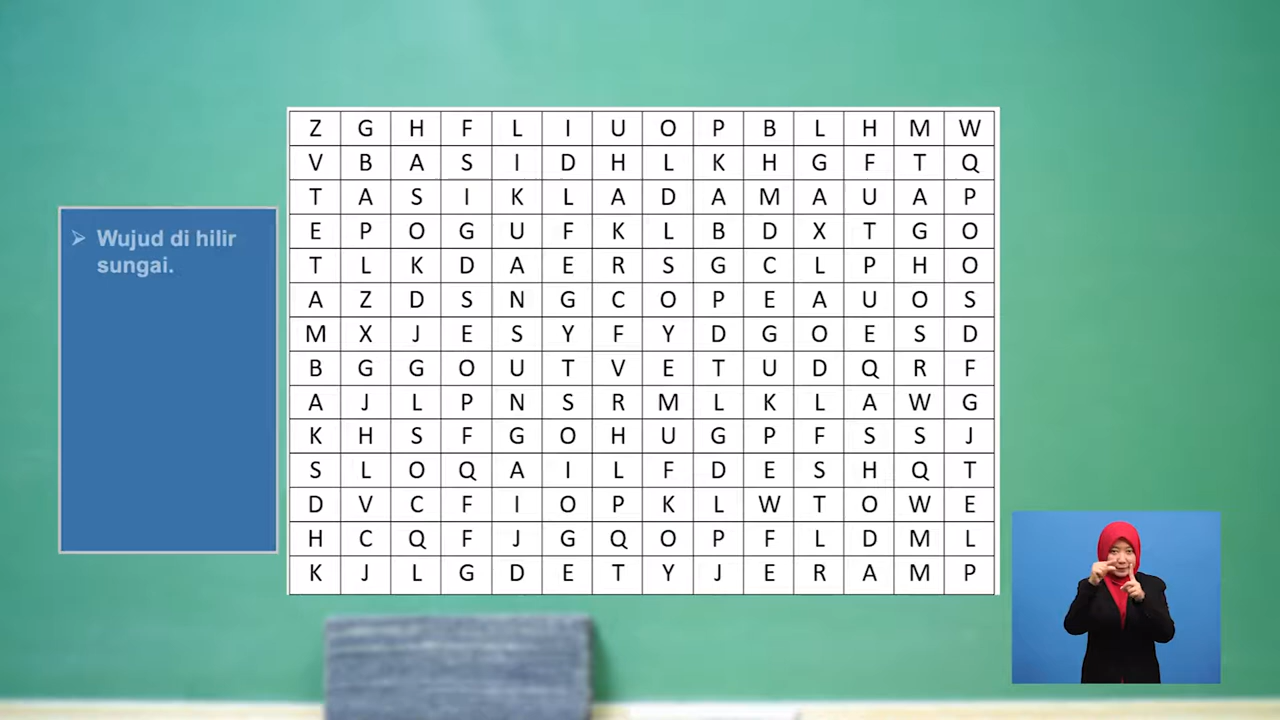 ➢ Wujud di hilir
sungai.
Z G H F L I U O P B L H M W
V B A S I D H L K H G F T Q
T A S I K L A D A M A U A P
E P O G U F K L B D X T G O
T L K D A E R S G C L P H O
A Z D S N G C O P E A U O S
M X J E S Y F Y D G O E S D
B G G O U T V E T U D Q R F
A J L P N S R M L K L A W G
K H S F G O H U G P F S S J
S L O Q A I L F D E S H Q T
D V C F I O P K L W T O W E
H C Q F J G Q O P F L D M L
K J L G D E T Y J E R A M P